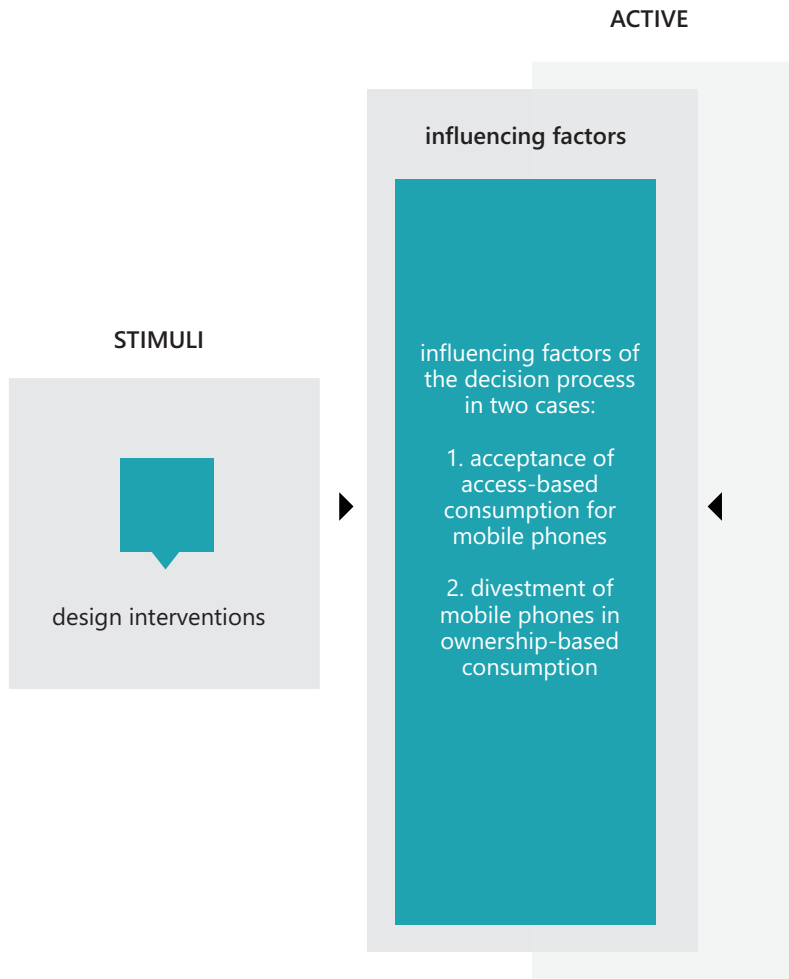 ACTIVE
influencing factors
STIMULI
design interventions
influencing factors of
the decision process
in two cases:
1. acceptance of
access-based
consumption for
mobile phones
2. divestment of
mobile phones in
ownership-based
consumption